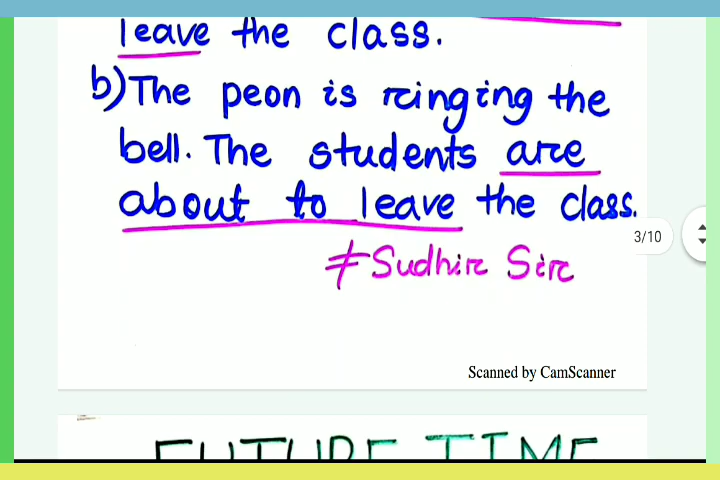 leave the class.
b) The peon is ringing the
bell. The students are
about to leave the class.
3/10
≠ Sudhir Sir
Scanned by CamScanner
FUTURE TIME